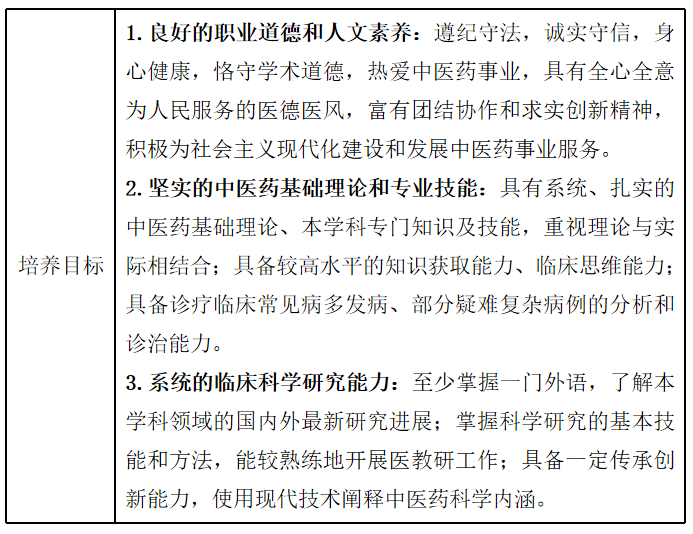 培养目标
1. 良好的职业道德和人文素养：遵纪守法，诚实守信，身
心健康，恪守学术道德，热爱中医药事业，具有全心全意
为人民服务的医德医风，富有团结协作和求实创新精神，
积极为社会主义现代化建设和发展中医药事业服务。
2. 坚实的中医药基础理论和专业技能：具有系统、扎实的
中医药基础理论、本学科专门知识及技能，重视理论与实
际相结合；具备较高水平的知识获取能力、临床思维能力；
具备诊疗临床常见病多发病、部分疑难复杂病例的分析和
诊治能力。
3. 系统的临床科学研究能力：至少掌握一门外语，了解本
学科领域的国内外最新研究进展；掌握科学研究的基本技
能和方法，能较熟练地开展医教研工作；具备一定传承创
新能力，使用现代技术阐释中医药科学内涵。